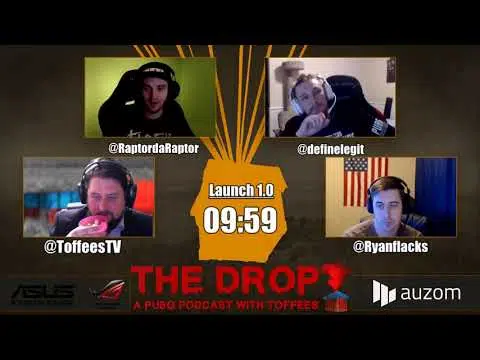 @RaptordaRaptor
@definelegit
Launch 1.0
09:59
@ToffeesTV
@Ryanflacks
THE DROP
A PUBG PODCAST WITH TOFFEES
ASUS
auzom